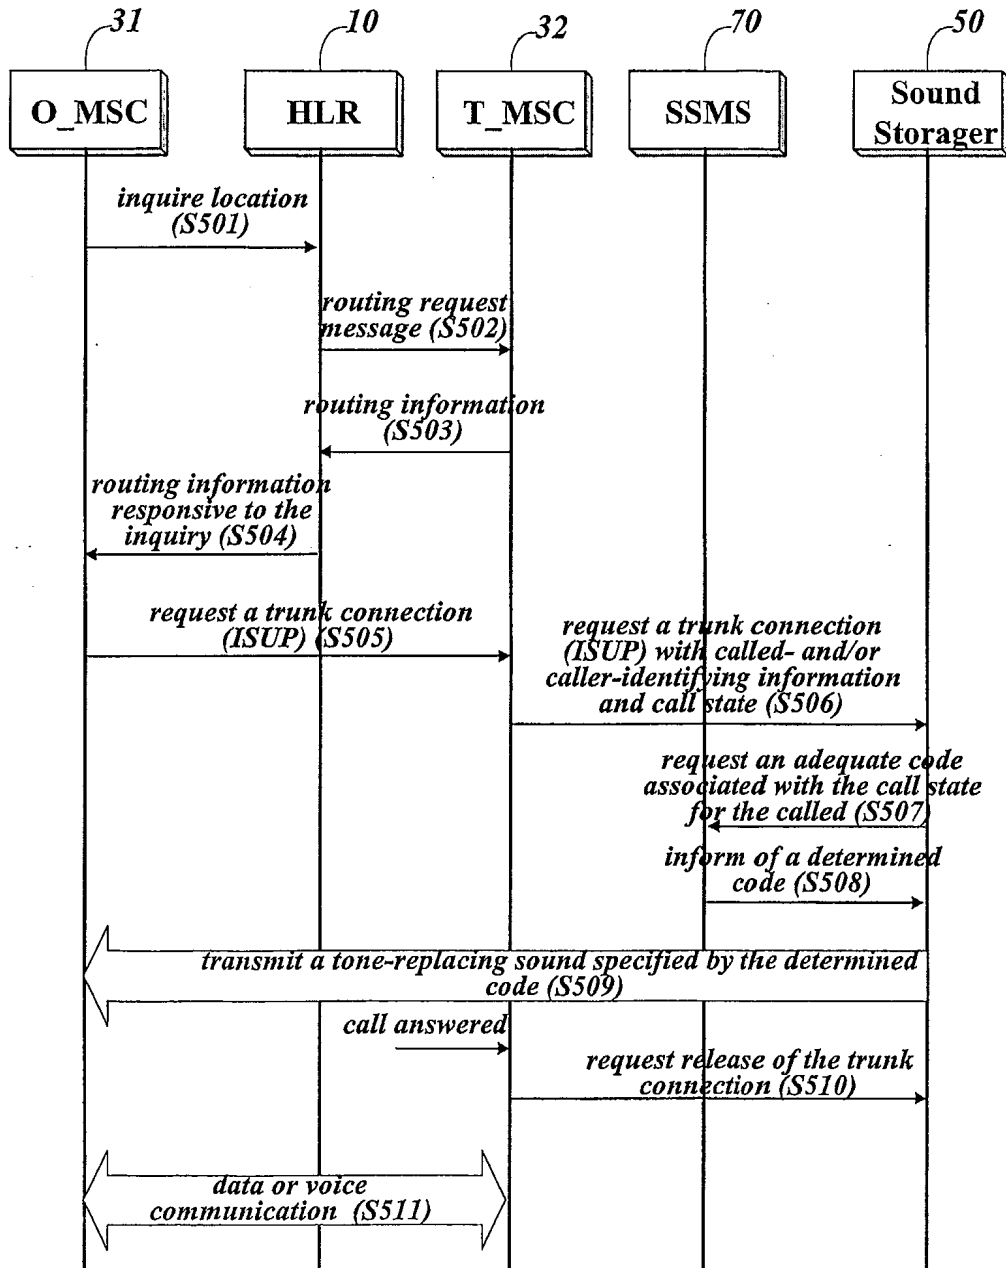 31
10
32
70
50
O_MSC
HLR
T_MSC
SSMS
Sound
Storager
inquire location
(S501)
routing request
message (S502)
routing information
(S503)
routing information
responsive to the
inquiry (S504)
request a trunk connection
(ISUP) (S505)
request a trunk connection
(ISUP) with called- and/or
caller-identifying information
and call state (S506)
request an adequate code
associated with the call state
for the called (S507)
inform of a determined
code (S508)
transmit a tone-replacing sound specified by the determined
code (S509)
call answered
request release of the trunk
connection (S510)
data or voice
communication (S511)